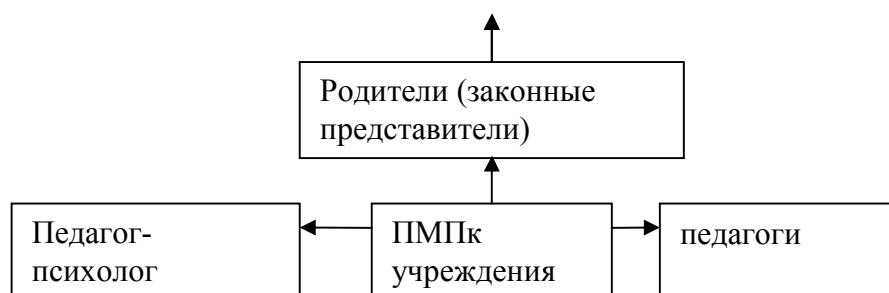 Родители (законные
представители)
Педагог-
психолог
ПМПк
учреждения
педагоги